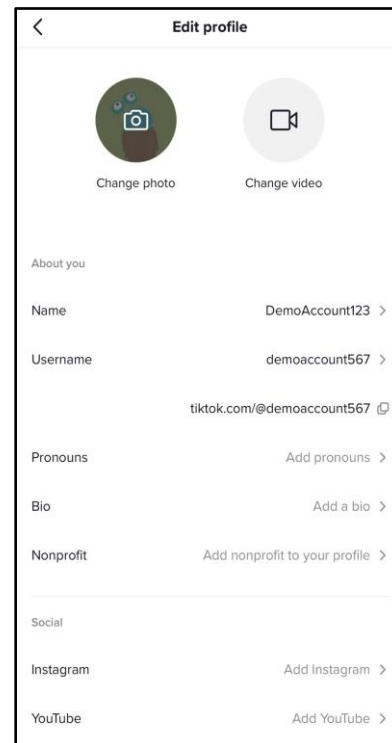 Edit profile
Change photo Change video
About you
Name DemoAccount123
Username demoaccount567
tiktok.com/@demoaccount567
Pronouns Add pronouns
Bio Add a bio
Nonprofit Add nonprofit to your profile
Social
Instagram Add Instagram
YouTube Add YouTube